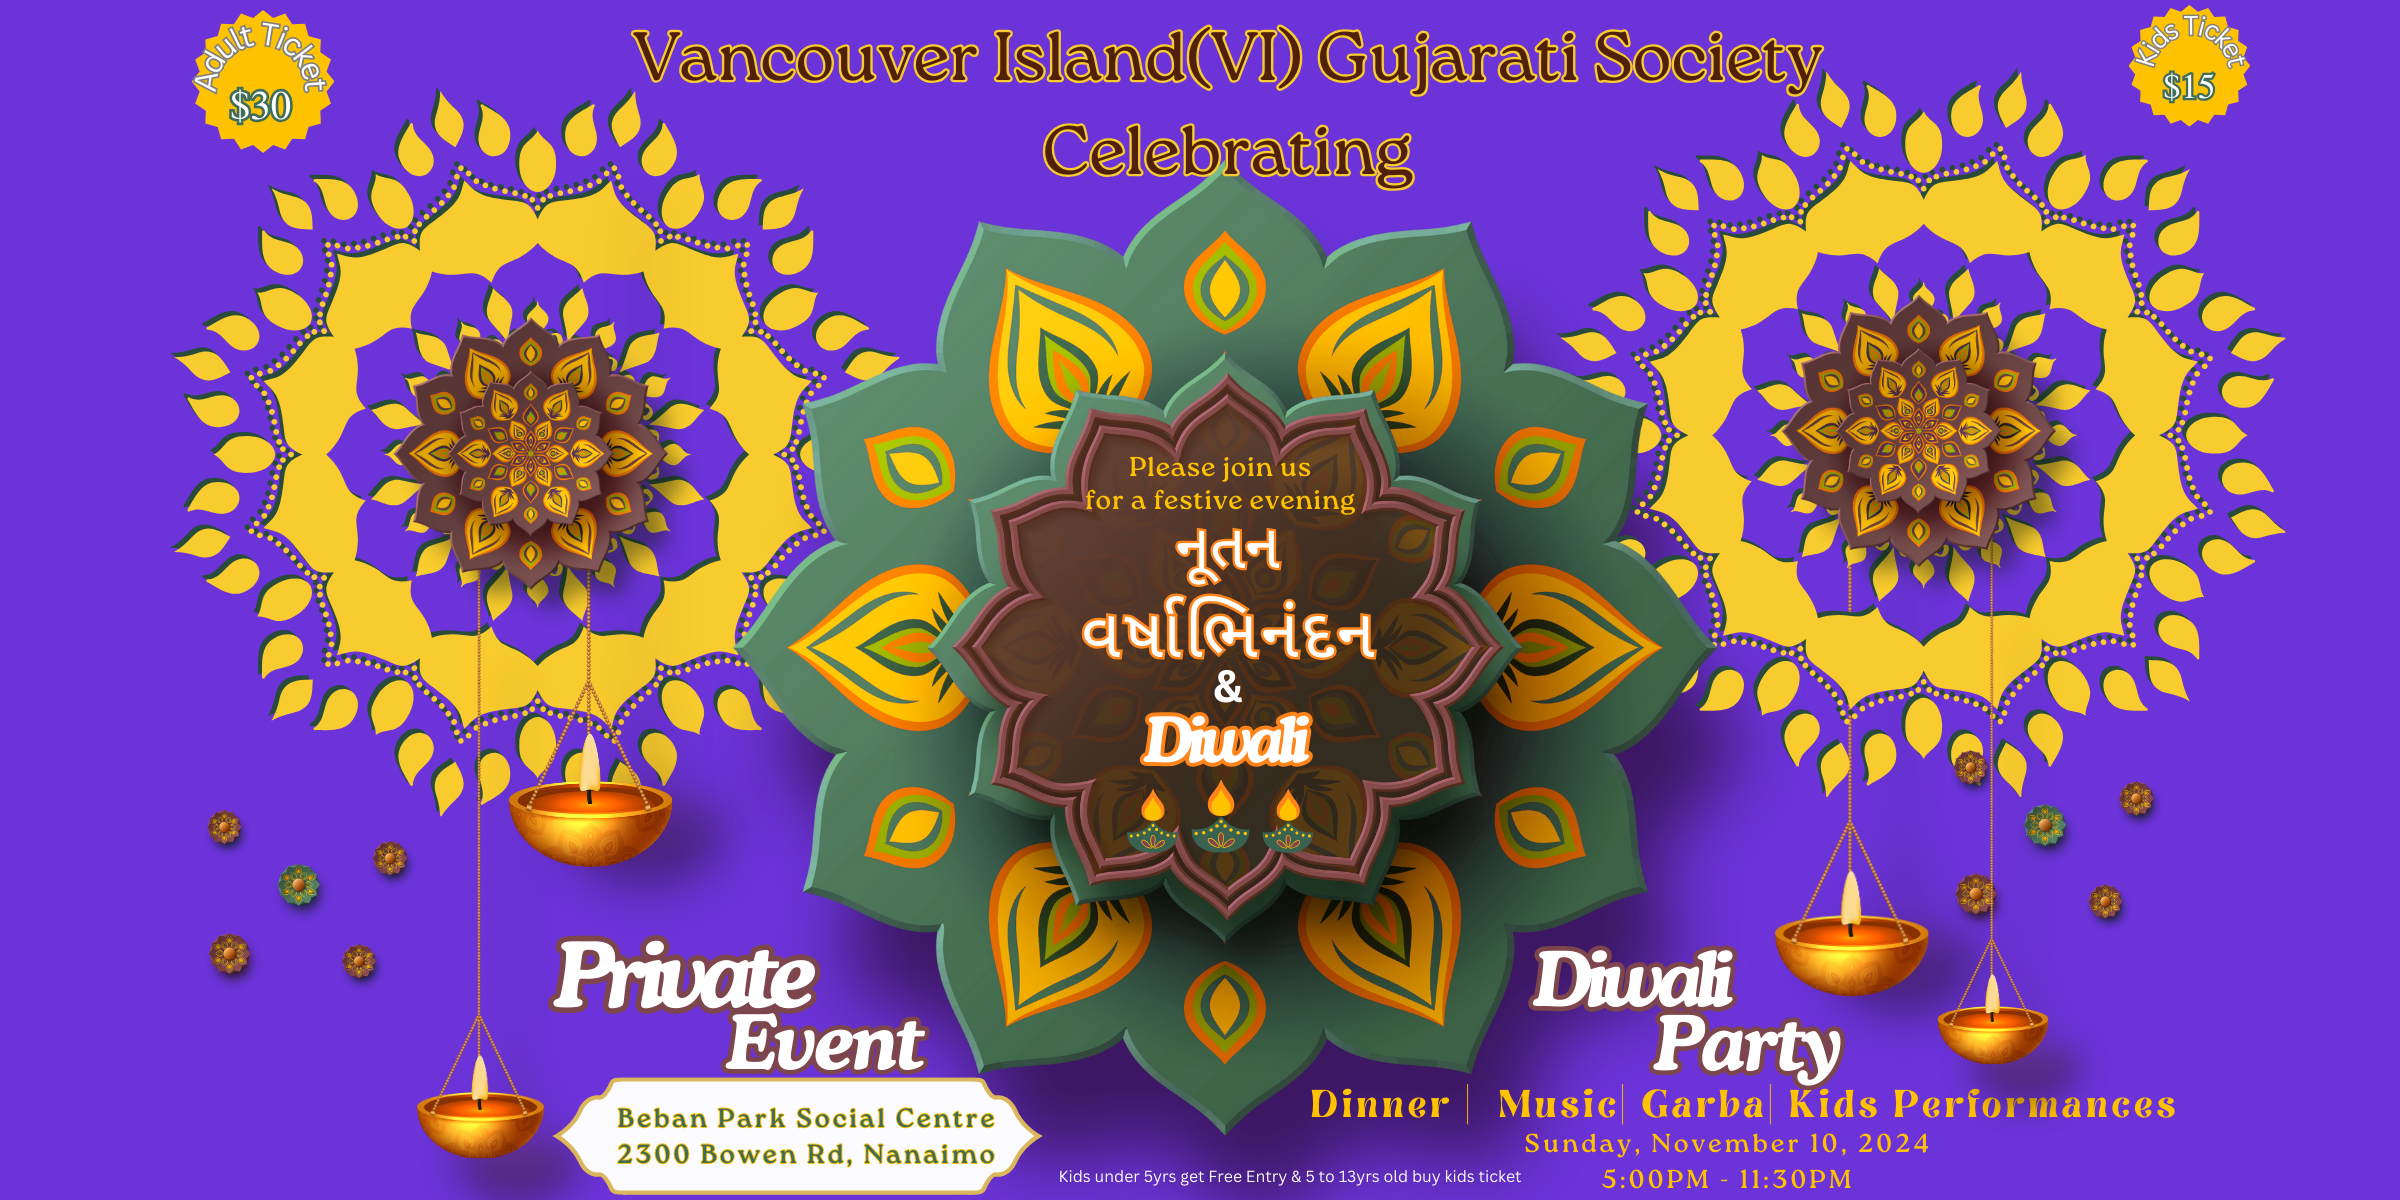 Adult Ticket
$30
Vancouver Island(VI) Gujarati Society
Celebrating
Kids Ticket
$15
Please join us
for a festive evening
નૂતન
વર્ષાભિનંદન
&
Diwali
Private
Event
Beban Park Social Centre
2300 Bowen Rd, Nanaimo
Diwali
Party
Dinner | Music| Garba| Kids Performances
Sunday, November 10, 2024
5:00PM - 11:30PM
Kids under 5yrs get Free Entry & 5 to 13yrs old buy kids ticket